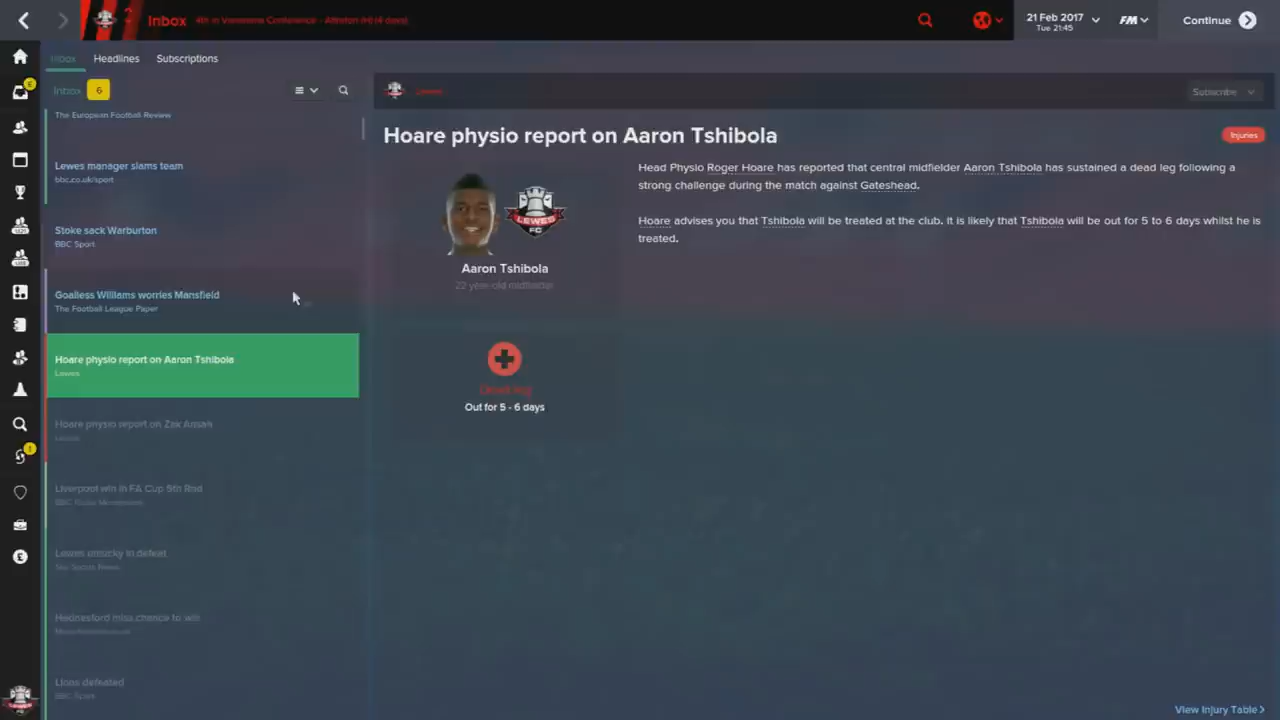 Inbox
4th in Vanarama Conference - Alfreton (H) (4 days)
21 Feb 2017
Tue 21:45
FM
Continue
Inbox
Headlines
Subscriptions
Inbox
6
Lewes
Subscribe
The European Football Review
Hoare physio report on Aaron Tshibola
Injuries
Lewes manager slams team
bbc.co.uk/sport
Head Physio Roger Hoare has reported that central midfielder Aaron Tshibola has sustained a dead leg following a
strong challenge during the match against Gateshead.
Hoare advises you that Tshibola will be treated at the club. It is likely that Tshibola will be out for 5 to 6 days whilst he is
treated.
LEWES
FC
Stoke sack Warburton
BBC Sport
Aaron Tshibola
22 year old midfielder
Goalless Williams worries Mansfield
The Football League Paper
Hoare physio report on Aaron Tshibola
Lewes
Dead leg
Out for 5 - 6 days
Hoare physio report on Zak Ansah
Lewes
Liverpool win in FA Cup 5th Rnd
Lewes unlucky in defeat
Sky Sports News
Hednesford miss chance to win
Lions defeated
BBC Sport
View Injury Table